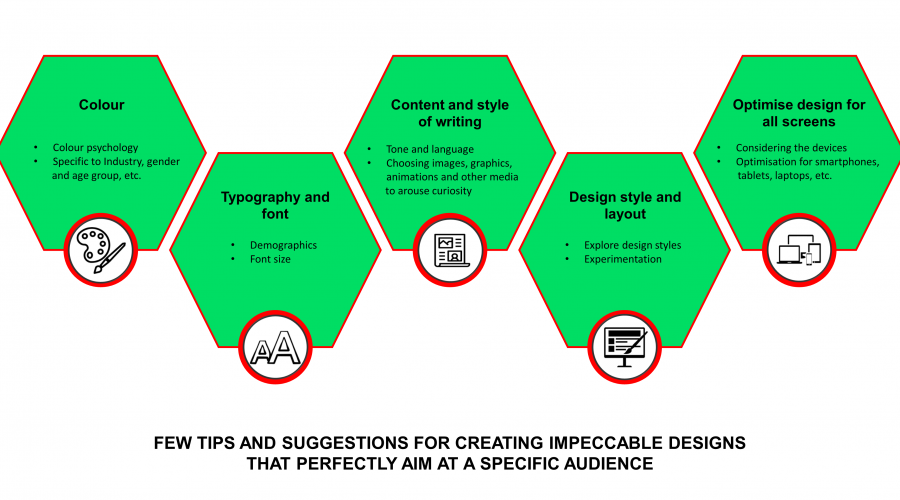 Colour
• Colour psychology
• Specific to Industry, gender
and age group, etc.
Typography and
font
• Demographics
• Font size
Content and style
of writing
• Tone and language
• Choosing images, graphics,
animations and other media
to arouse curiosity
Design style and
layout
• Explore design styles
• Experimentation
Optimise design for
all screens
• Considering the devices
• Optimisation for smartphones,
tablets, laptops, etc.
AA
FEW TIPS AND SUGGESTIONS FOR CREATING IMPECCABLE DESIGNS
THAT PERFECTLY AIM AT A SPECIFIC AUDIENCE